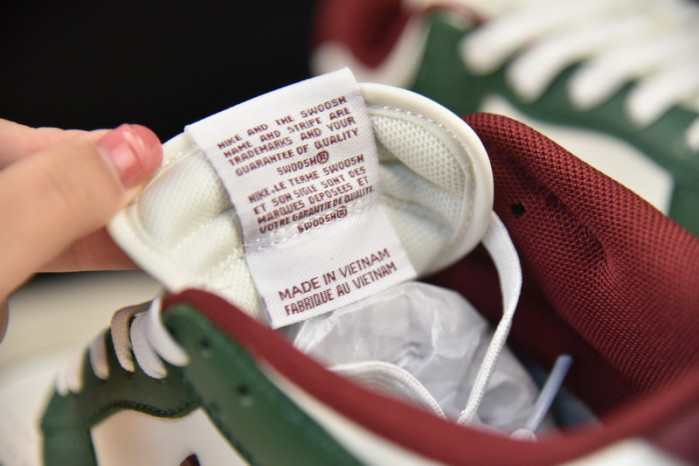 NIKE AND THE SWOOSH
NAME AND STRIPE ARE
TRADEMARKS AND YOUR
GUARANTEE OF QUALITY
SWOOSH®
NIKE.LE TERME SWOOSH
ET SON SIGLE SONT DES
MARQUES DEPOSEES ET
VOTRE GARANTIE DE QUALITE
SWOOSH®
MADE IN VIETNAM
FABRIQUE AU VIETNAM